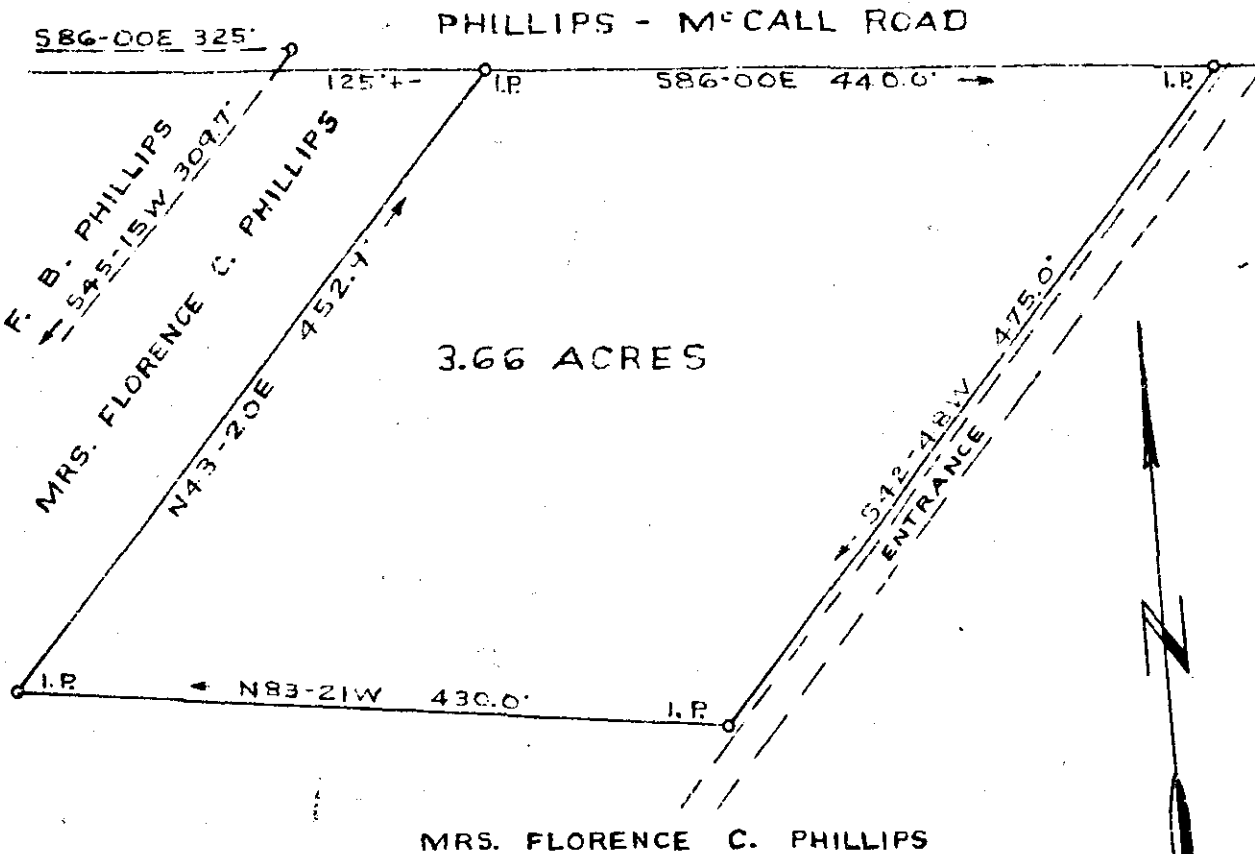 PHILLIPS - McCALL ROAD
S86-00E 325'
125'+-
I.P.
S86-00E 440.0'
I.P.
F. B. PHILLIPS
S45-15W 309.7'
MRS. FLORENCE C. PHILLIPS
N43-20E 452.4'
3.66 ACRES
S42-48W 475.0'
ENTRANCE
N
I.P.
N83-21W 430.0'
I.P.
MRS. FLORENCE C. PHILLIPS